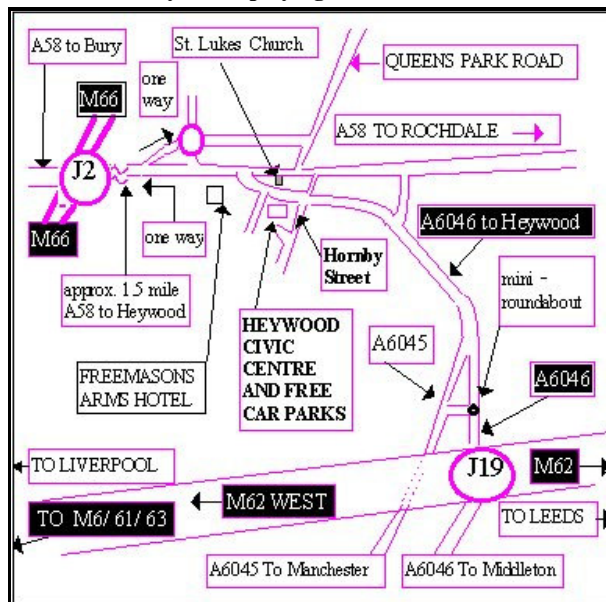 A58 to Bury
St. Lukes Church
M66
one
way
QUEENS PARK ROAD
A58 TO ROCHDALE
J2
M66
one way
Hornby
Street
A6046 to Heywood
approx. 1.5 mile
A58 to Heywood
mini -
roundabout
FREEMASONS
ARMS HOTEL
HEYWOOD
CIVIC
CENTRE
AND FREE
CAR PARKS
A6045
A6046
TO LIVERPOOL
J19
M62
M62 WEST
TO M6/ 61/ 63
TO LEEDS
A6045 To Manchester
A6046 To Middleton